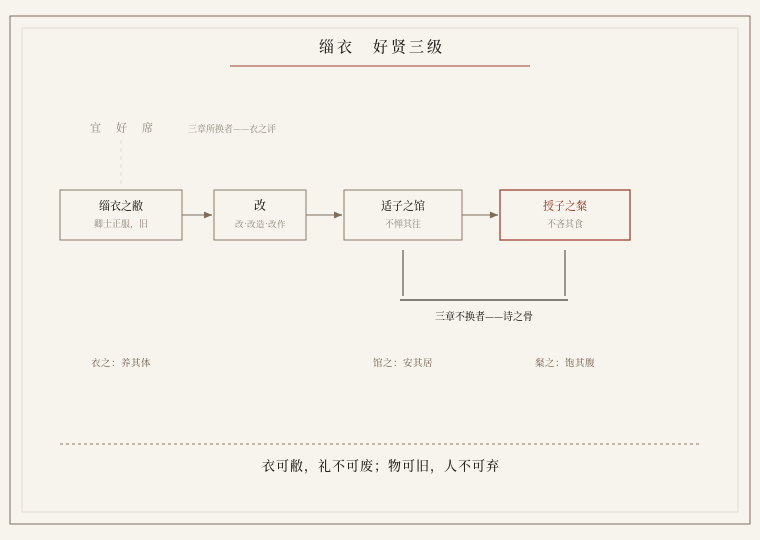 缁衣　好贤三级
宜　好　席
三章所换者——衣之评
缁衣之敝
卿士正服，旧
改
改·改造·改作
适子之馆
不惮其往
授子之粲
不吝其食
三章不换者——诗之骨
衣之：养其体
馆之：安其居
粲之：饱其腹
衣可敝，礼不可废；物可旧，人不可弃